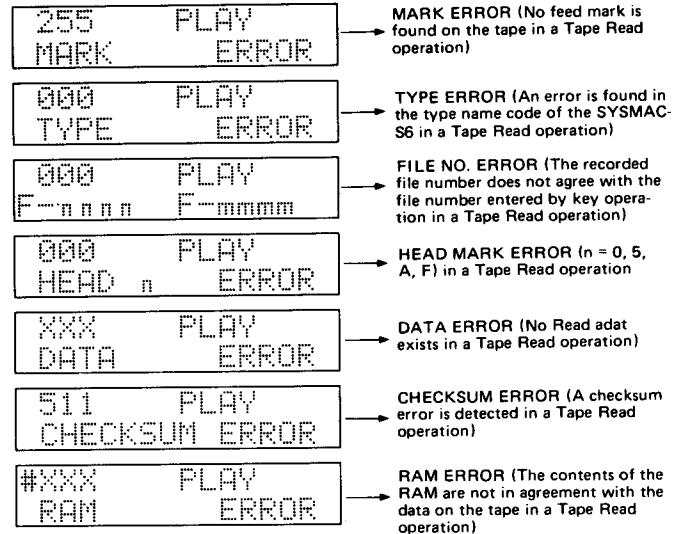 255 PLAY
MARK ERROR
MARK ERROR (No feed mark is
found on the tape in a Tape Read
operation)
000 PLAY
TYPE ERROR
TYPE ERROR (An error is found in
the type name code of the SYSMAC-
S6 in a Tape Read operation)
000 PLAY
F-nnnn F-mmmm
FILE NO. ERROR (The recorded
file number does not agree with the
file number entered by key opera-
tion in a Tape Read operation)
000 PLAY
HEAD n ERROR
HEAD MARK ERROR (n = 0, 5,
A, F) in a Tape Read operation
XXX PLAY
DATA ERROR
DATA ERROR (No Read adat
exists in a Tape Read operation)
511 PLAY
CHECKSUM ERROR
CHECKSUM ERROR (A checksum
error is detected in a Tape Read
operation)
#XXX PLAY
RAM ERROR
RAM ERROR (The contents of the
RAM are not in agreement with the
data on the tape in a Tape Read
operation)